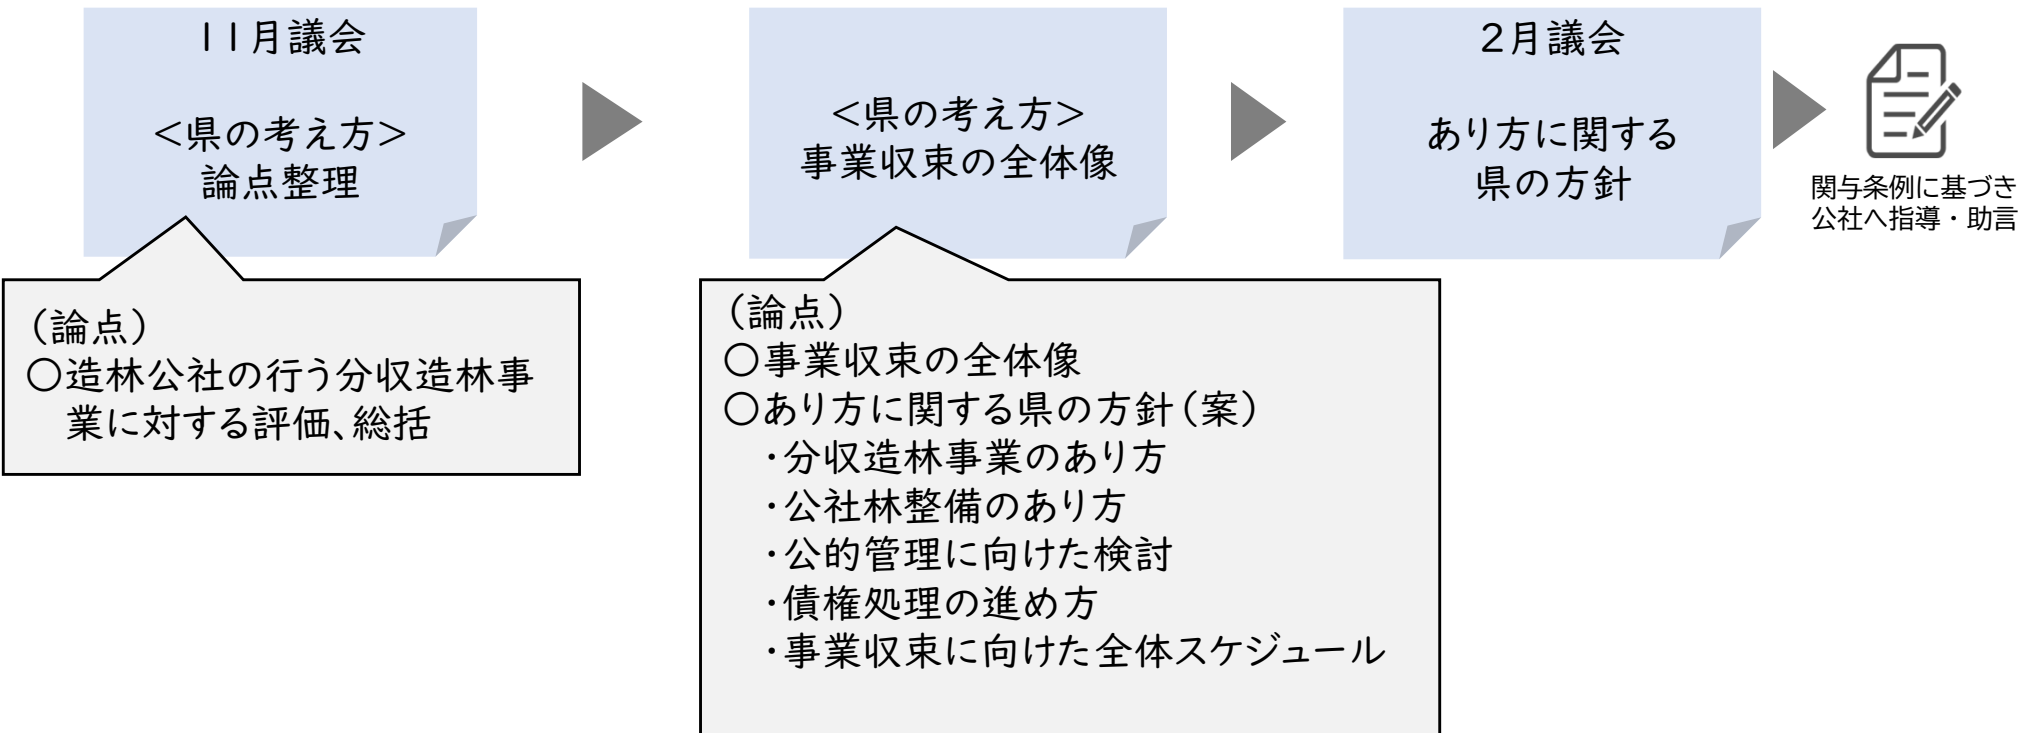 11月議会
<県の考え方>
論点整理
<県の考え方>
事業収束の全体像
2月議会
あり方に関する
県の方針
関与条例に基づき
公社へ指導・助言
(論点)
○造林公社の行う分収造林事
業に対する評価、総括
(論点)
○事業収束の全体像
○あり方に関する県の方針(案)
・分収造林事業のあり方
・公社林整備のあり方
・公的管理に向けた検討
・債権処理の進め方
・事業収束に向けた全体スケジュール